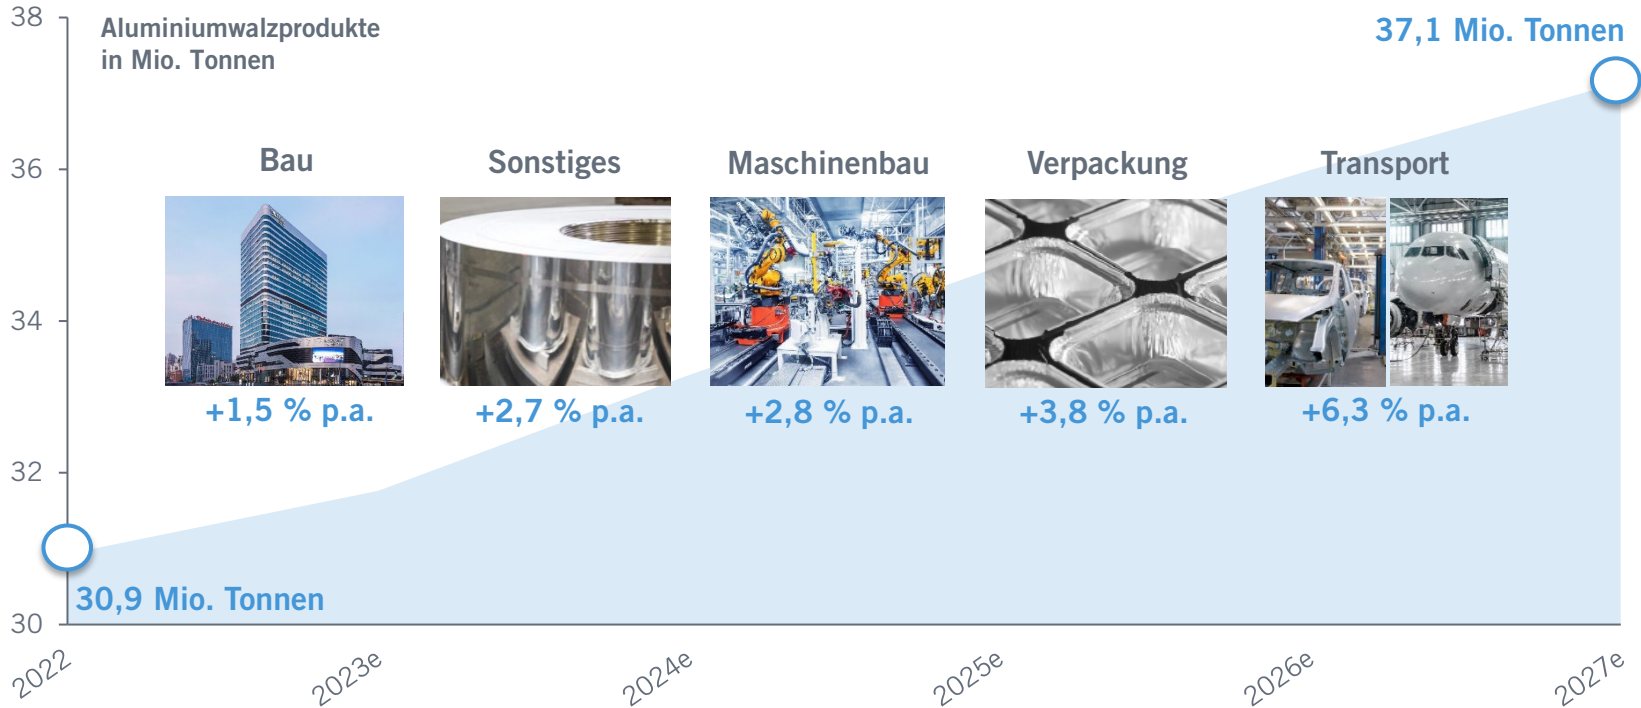 38
Aluminiumwalzprodukte
in Mio. Tonnen
37,1 Mio. Tonnen
36
Bau
Sonstiges
Maschinenbau
Verpackung
Transport
34
+1,5 % p.a.
+2,7 % p.a.
+2,8 % p.a.
+3,8 % p.a.
+6,3 % p.a.
32
30,9 Mio. Tonnen
30
2022
2023e
2024e
2025e
2026e
2027e